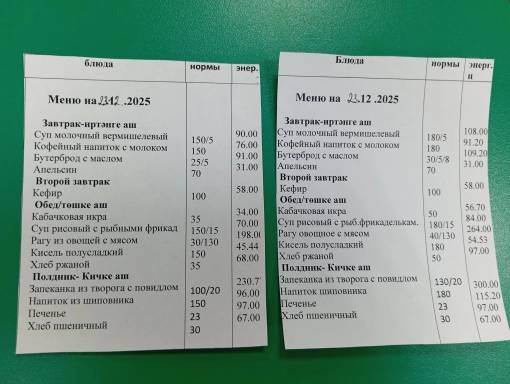 блюда нормы энер.
Меню на 23.12 .2025
Завтрак-иртэнге аш
Суп молочный вермишелевый 150/5 90.00
Кофейный напиток с молоком 150 76.00
Бутерброд с маслом 25/5 91.00
Апельсин 70 31.00
Второй завтрак
Кефир 100 58.00
Обед/төшке аш
Кабачковая икра 35 34.00
Суп рисовый с рыбными фрикад 150/15 70.00
Рагу из овощей с мясом 30/130 198.00
Кисель полусладкий 150 45.44
Хлеб ржаной 35 68.00
Полдник- Кичке аш
Запеканка из творога с повидлом 100/20 230.7
Напиток из шиповника 150 96.00
Печенье 23 97.00
Хлеб пшеничный 30 67.00
Блюда нормы энерг.
ц
Меню на 23.12 .2025
Завтрак-иртэнге аш
Суп молочный вермишелевый 180/5 108.00
Кофейный напиток с молоком 180 91.20
Бутерброд с маслом 30/5/8 109.20
Апельсин 70 31.00
Второй завтрак
Кефир 100 58.00
Обед/төшке аш
Кабачковая икра 50 56.70
Суп рисовый с рыб.фрикаделькам. 180/15 84.00
Рагу овощное с мясом 40/130 264.00
Кисель полусладкий 180 54.53
Хлеб ржаной 50 97.00
Полдник- Кичке аш
Запеканка из творога с повидлом 130/20 300.00
Напиток шиповника 180 115.20
Печенье 23 97.00
Хлеб пшеничный 30 67.00